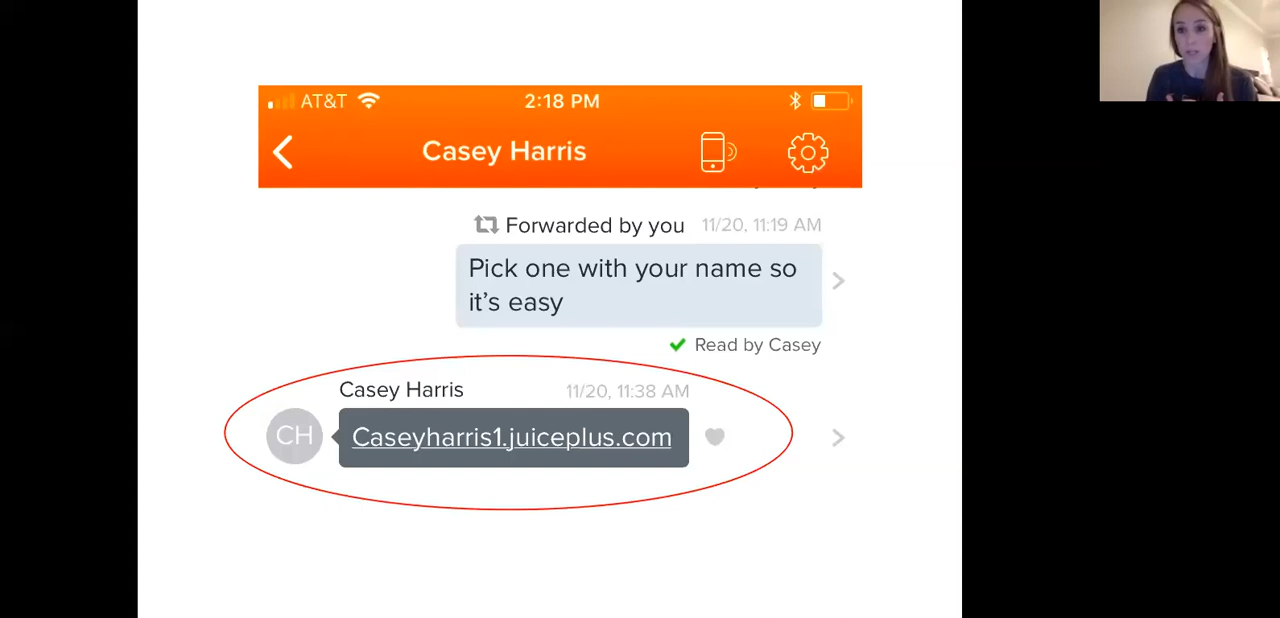 AT&T 2:18 PM
Casey Harris
Forwarded by you 11/20, 11:19 AM
Pick one with your name so
it's easy
Read by Casey
Casey Harris 11/20, 11:38 AM
CH
Caseyharris1.juiceplus.com